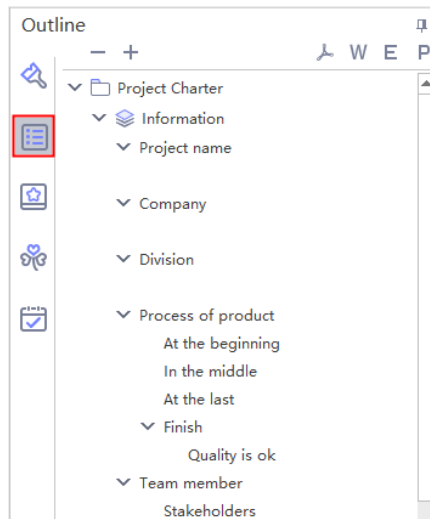 Outline
W E P
Project Charter
Information
Project name
Company
Division
Process of product
At the beginning
In the middle
At the last
Finish
Quality is ok
Team member
Stakeholders